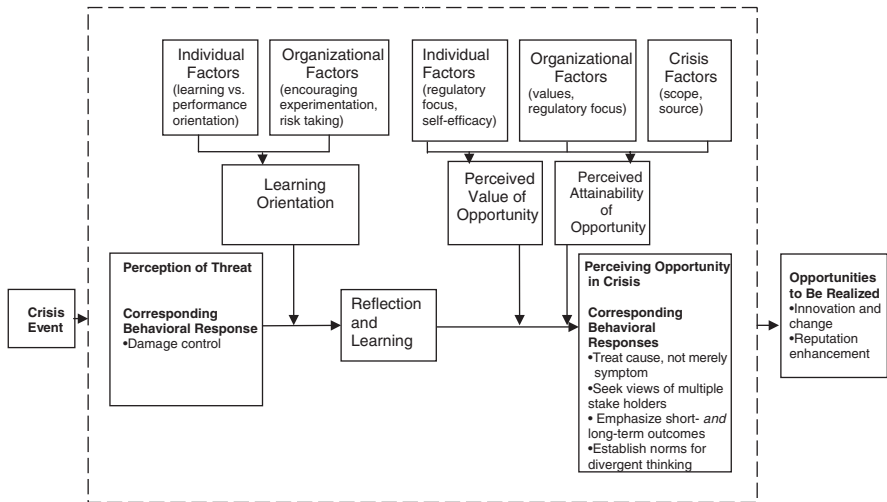 Individual
Factors
(learning vs.
performance
orientation)
Organizational
Factors
(encouraging
experimentation,
risk taking)
Individual
Factors
(regulatory
focus,
self-efficacy)
Organizational
Factors
(values,
regulatory focus)
Crisis
Factors
(scope,
source)
Learning
Orientation
Perceived
Value of
Opportunity
Perceived
Attainability
of
Opportunity
Crisis
Event
Perception of Threat
Corresponding
Behavioral Response
•Damage control
Reflection
and
Learning
Perceiving Opportunity
in Crisis
Corresponding
Behavioral
Responses
•Treat cause, not merely
symptom
•Seek views of multiple
stake holders
• Emphasize short- and
long-term outcomes
•Establish norms for
divergent thinking
Opportunities
to Be Realized
•Innovation and
change
•Reputation
enhancement